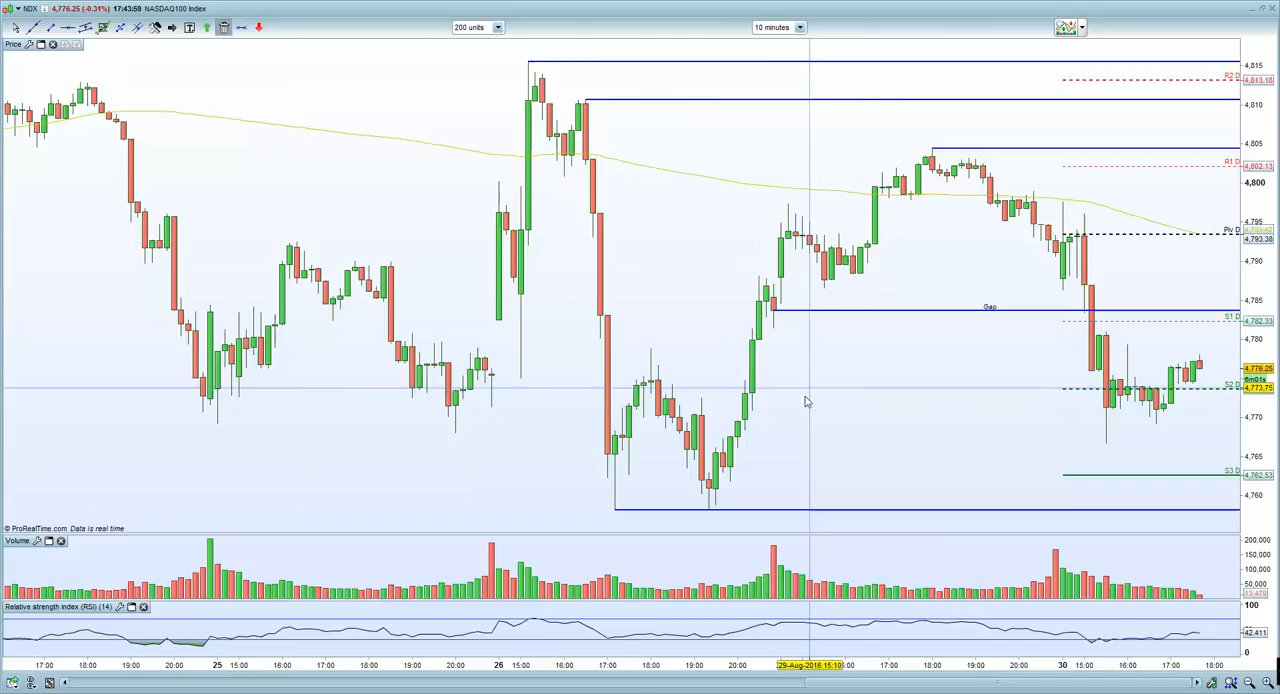 NDX 4,776.25 (-0.31%) 17:43:59 NASDAQ100 Index
200 units
10 minutes
Price
4,815
R2 D
4,813.18
4,810
4,805
R1 D
4,802.13
4,800
4,795
Piv D
4,793.38
4,790
4,785
Gap
S1 D
4,782.33
4,780
4,776.25
6m01s
S2 D
4,773.75
4,770
4,765
S3 D
4,762.53
4,760
© ProRealTime.com Data is real time
Volume
200,000
150,000
100,000
50,000
13,479
Relative strength index (RSI) (14)
100
42.411
0
17:00 18:00 19:00 20:00 25 15:00 16:00 17:00 18:00 19:00 20:00 26 15:00 16:00 17:00 18:00 19:00 20:00 29-Aug-2016 15:10 17:00 18:00 19:00 20:00 30 15:00 16:00 17:00 18:00